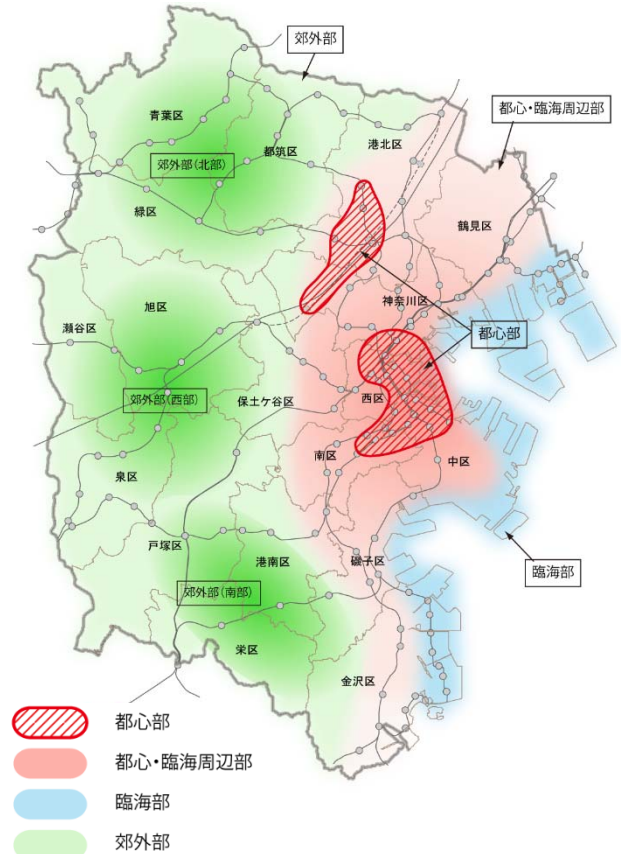 郊外部
都心・臨海周辺部
青葉区
都筑区
港北区
郊外部(北部)
緑区
鶴見区
神奈川区
旭区
瀬谷区
都心部
郊外部(西部)
保土ケ谷区
西区
南区
中区
泉区
戸塚区
港南区
磯子区
臨海部
郊外部(南部)
栄区
金沢区
都心部
都心・臨海周辺部
臨海部
郊外部